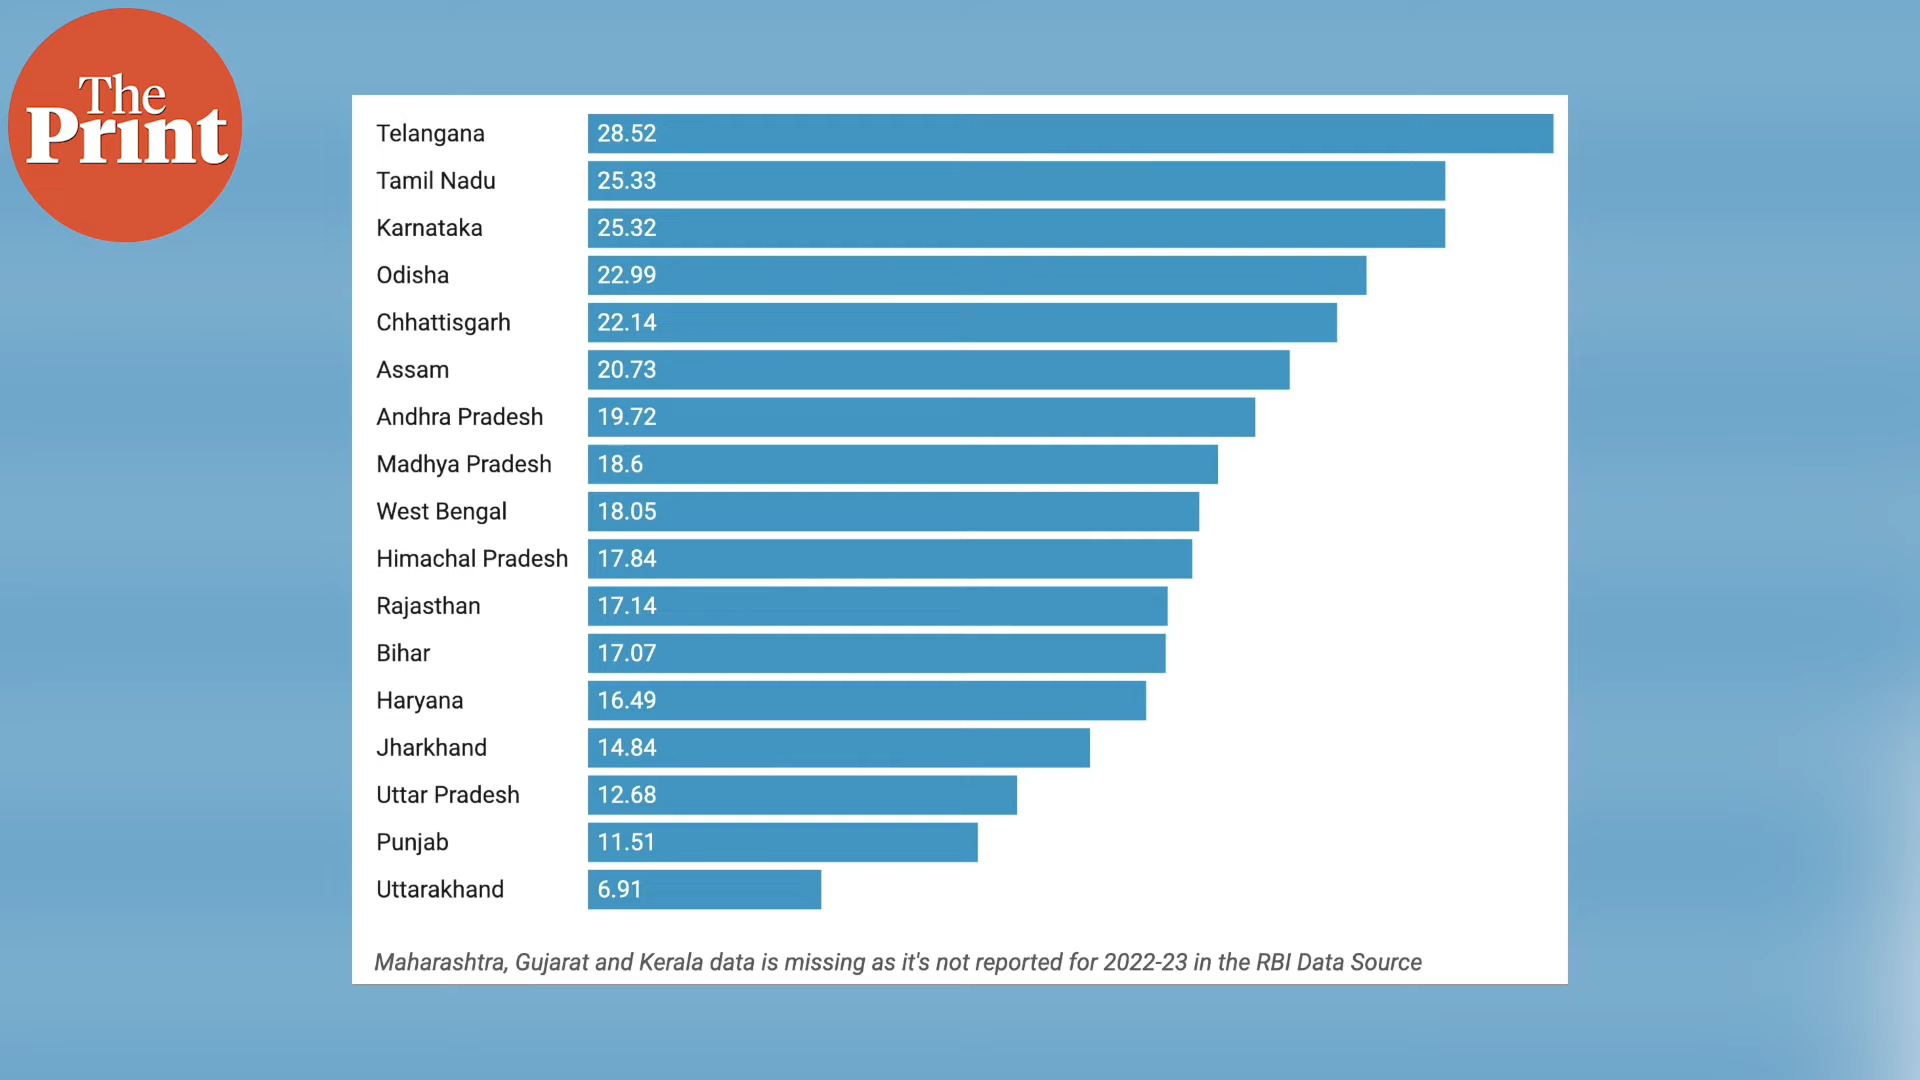 The
Print
Telangana 28.52
Tamil Nadu 25.33
Karnataka 25.32
Odisha 22.99
Chhattisgarh 22.14
Assam 20.73
Andhra Pradesh 19.72
Madhya Pradesh 18.6
West Bengal 18.05
Himachal Pradesh 17.84
Rajasthan 17.14
Bihar 17.07
Haryana 16.49
Jharkhand 14.84
Uttar Pradesh 12.68
Punjab 11.51
Uttarakhand 6.91
Maharashtra, Gujarat and Kerala data is missing as it's not reported for 2022-23 in the RBI Data Source